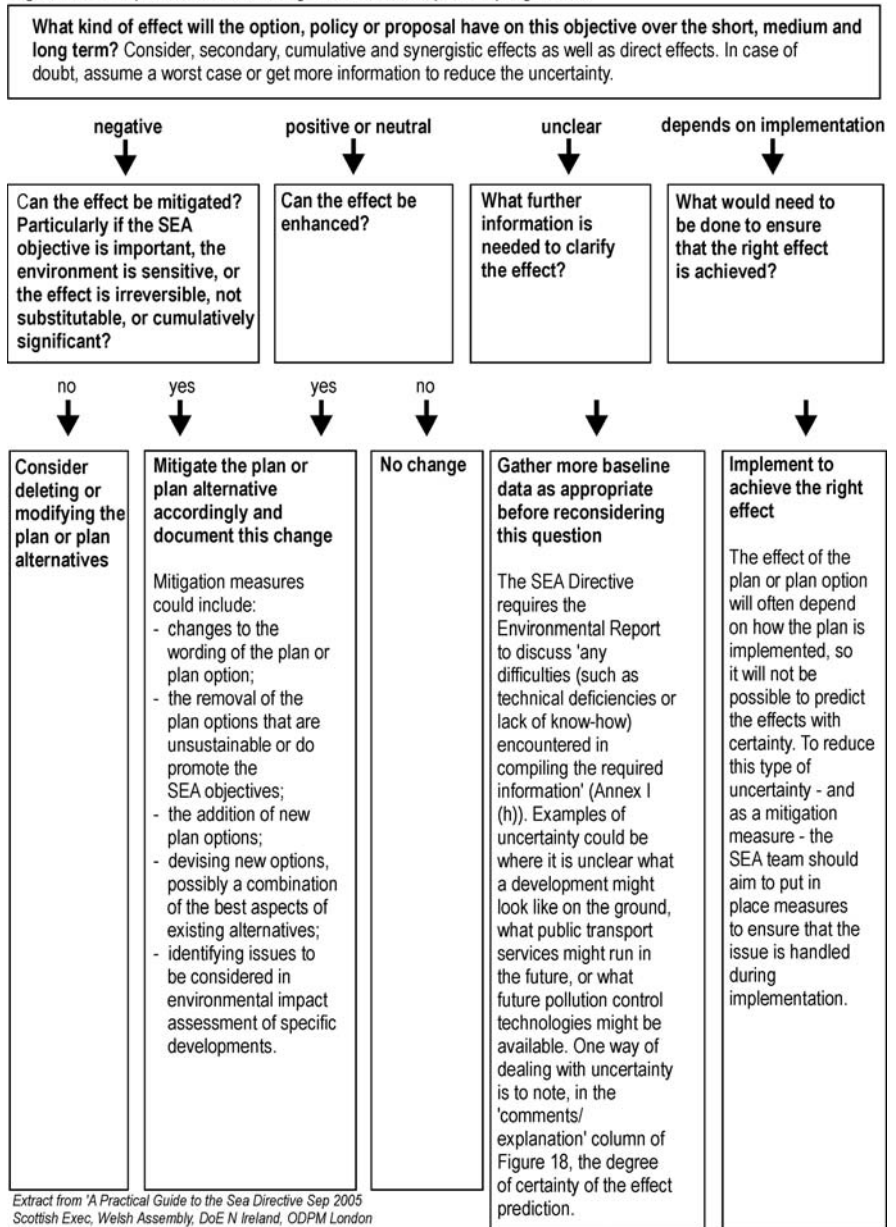 What kind of effect will the option, policy or proposal have on this objective over the short, medium and
long term? Consider, secondary, cumulative and synergistic effects as well as direct effects. In case of
doubt, assume a worst case or get more information to reduce the uncertainty.
negative
positive or neutral
unclear
depends on implementation
Can the effect be mitigated?
Particularly if the SEA
objective is important, the
environment is sensitive, or
the effect is irreversible, not
substitutable, or cumulatively
significant?
Can the effect be
enhanced?
What further
information is
needed to clarify
the effect?
What would need to
be done to ensure
that the right effect
is achieved?
no
yes
yes
no
Consider
deleting or
modifying the
plan or plan
alternatives
Mitigate the plan or
plan alternative
accordingly and
document this change
Mitigation measures
could include:
- changes to the
wording of the plan or
plan option;
- the removal of the
plan options that are
unsustainable or do
promote the
SEA objectives;
- the addition of new
plan options;
- devising new options,
possibly a combination
of the best aspects of
existing alternatives;
- identifying issues to
be considered in
environmental impact
assessment of specific
developments.
No change
Gather more baseline
data as appropriate
before reconsidering
this question
The SEA Directive
requires the
Environmental Report
to discuss 'any
difficulties (such as
technical deficiencies or
lack of know-how)
encountered in
compiling the required
information' (Annex I
(h)). Examples of
uncertainty could be
where it is unclear what
a development might
look like on the ground,
what public transport
services might run in
the future, or what
future pollution control
technologies might be
available. One way of
dealing with uncertainty
is to note, in the
'comments/
explanation' column of
Figure 18, the degree
of certainty of the effect
prediction.
Implement to
achieve the right
effect
The effect of the
plan or plan option
will often depend
on how the plan is
implemented, so
it will not be
possible to predict
the effects with
certainty. To reduce
this type of
uncertainty - and
as a mitigation
measure - the
SEA team should
aim to put in
place measures
to ensure that the
issue is handled
during
implementation.
Extract from 'A Practical Guide to the Sea Directive Sep 2005
Scottish Exec, Welsh Assembly, DoE N Ireland, ODPM London